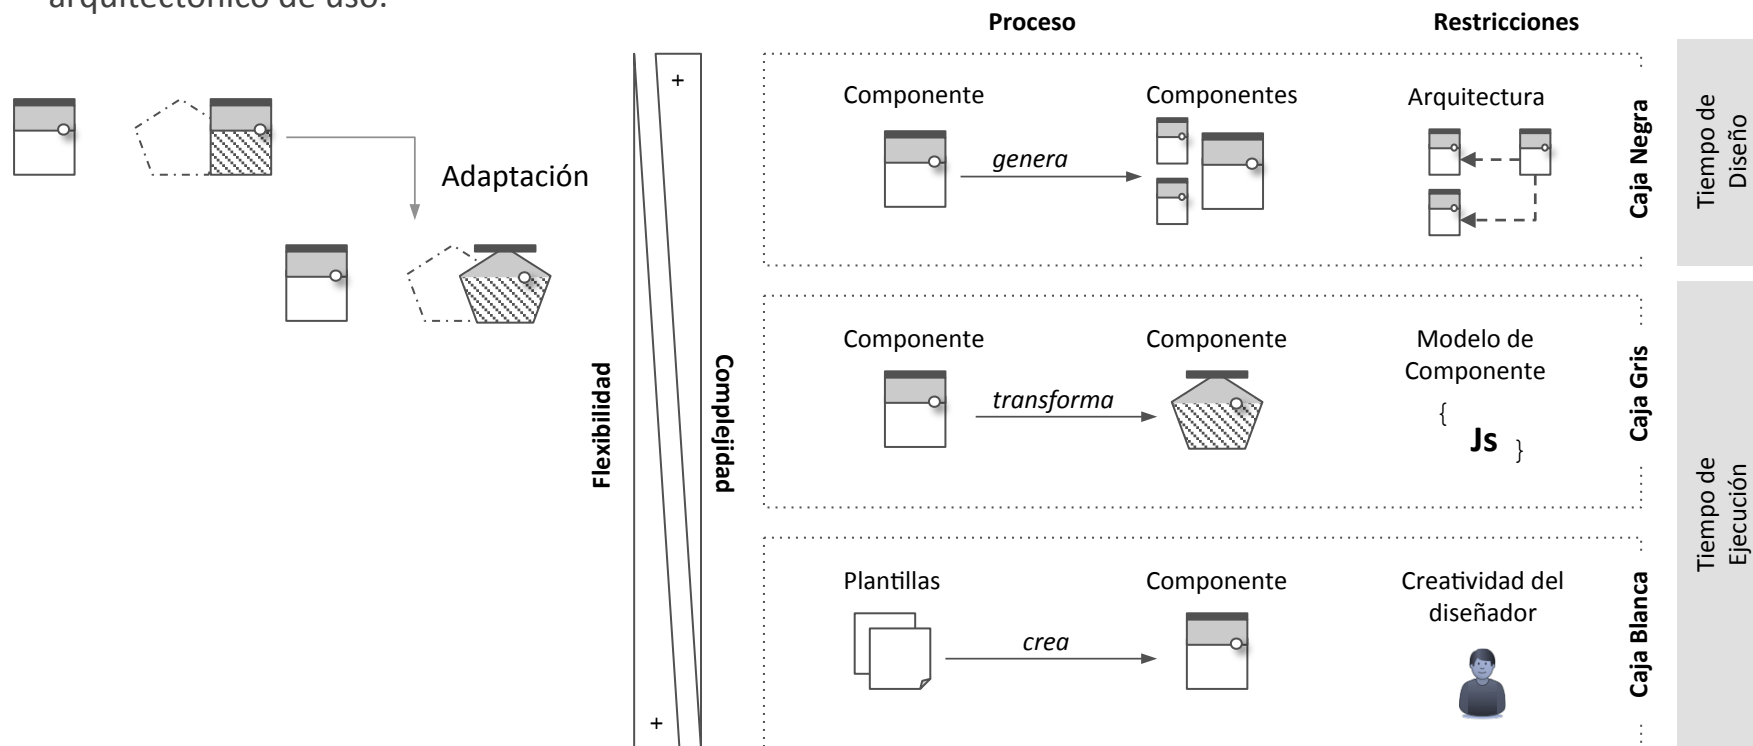 arquitectónico de uso.
Proceso
Restricciones
Adaptación
Flexibilidad
Complejidad
+
+
Componente
genera
Componentes
Arquitectura
Caja Negra
Tiempo de
Diseño
Componente
transforma
Componente
Modelo de
Componente
{
Js
}
Caja Gris
Tiempo de
Ejecución
Plantillas
crea
Componente
Creatividad del
diseñador
Caja Blanca